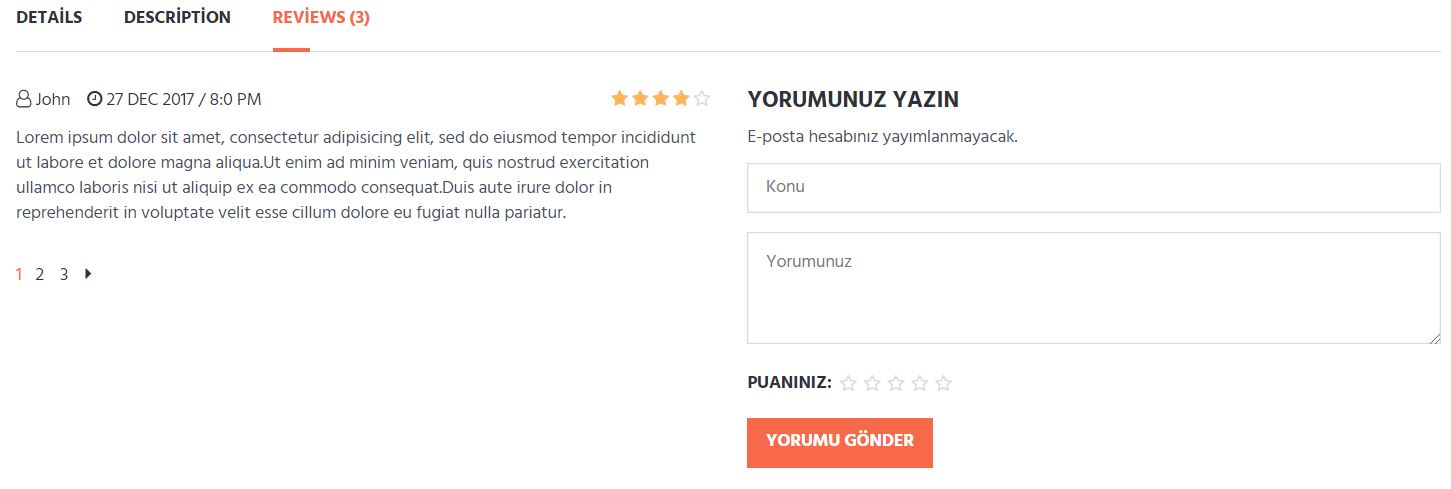 DETAİLS DESCRİPTİON REVİEWS (3)
John 27 DEC 2017 / 8:0 PM
Lorem ipsum dolor sit amet, consectetur adipisicing elit, sed do eiusmod tempor incididunt
ut labore et dolore magna aliqua.Ut enim ad minim veniam, quis nostrud exercitation
ullamco laboris nisi ut aliquip ex ea commodo consequat.Duis aute irure dolor in
reprehenderit in voluptate velit esse cillum dolore eu fugiat nulla pariatur.
1 2 3
YORUMUNUZ YAZIN
E-posta hesabınız yayımlanmayacak.
Konu
Yorumunuz
PUANINIZ:
YORUMU GÖNDER